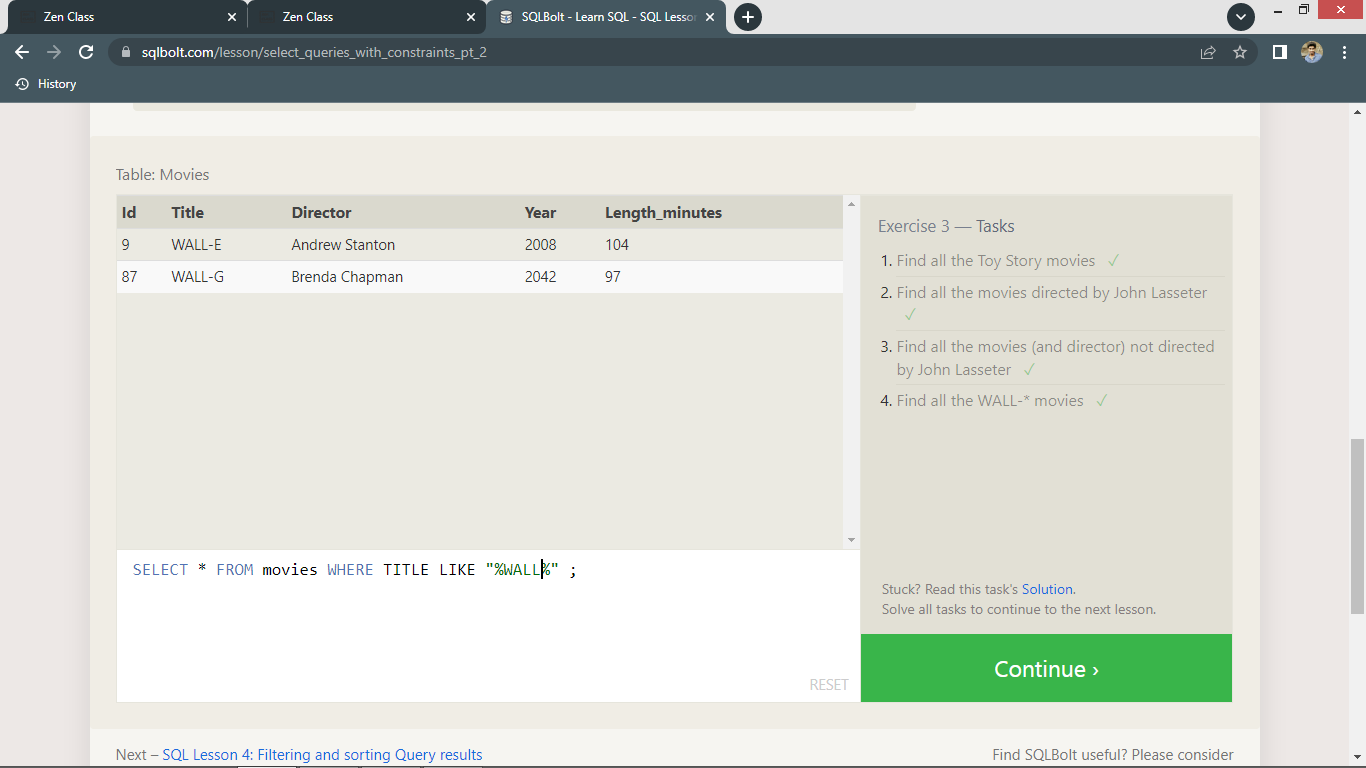 Zen Class
Zen Class
SQLBolt - Learn SQL - SQL Lesson
sqlbolt.com/lesson/select_queries_with_constraints_pt_2
History
Table: Movies
Id Title Director Year Length_minutes
9 WALL-E Andrew Stanton 2008 104
87 WALL-G Brenda Chapman 2042 97
SELECT * FROM movies WHERE TITLE LIKE "%WALL%" ;
RESET
Exercise 3 — Tasks
1. Find all the Toy Story movies ✓
2. Find all the movies directed by John Lasseter
✓
3. Find all the movies (and director) not directed
by John Lasseter ✓
4. Find all the WALL-* movies ✓
Stuck? Read this task's Solution.
Solve all tasks to continue to the next lesson.
Continue ›
Next – SQL Lesson 4: Filtering and sorting Query results
Find SQLBolt useful? Please consider